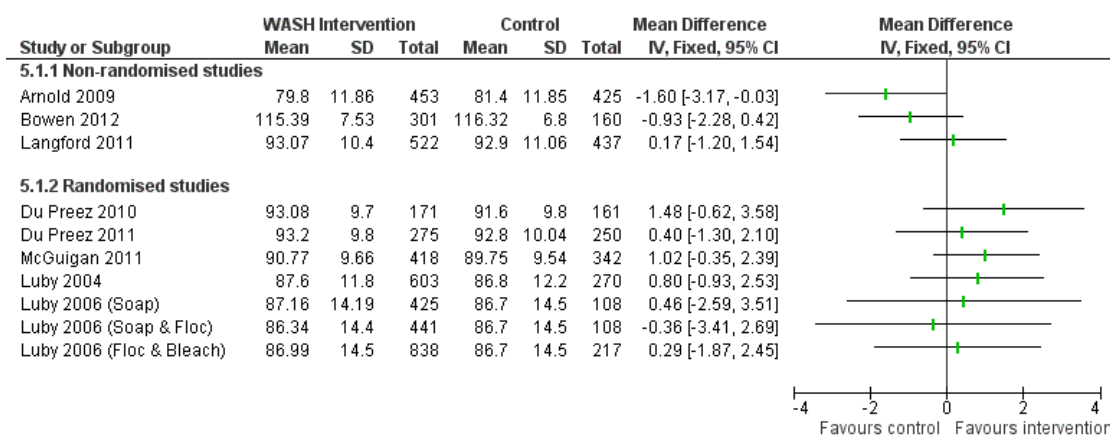 WASH Intervention Control Mean Difference Mean Difference
Study or Subgroup Mean SD Total Mean SD Total IV, Fixed, 95% CI IV, Fixed, 95% CI
5.1.1 Non-randomised studies
Arnold 2009 79.8 11.86 453 81.4 11.85 425 -1.60 [-3.17, -0.03]
Bowen 2012 115.39 7.53 301 116.32 6.8 160 -0.93 [-2.28, 0.42]
Langford 2011 93.07 10.4 522 92.9 11.06 437 0.17 [-1.20, 1.54]
5.1.2 Randomised studies
Du Preez 2010 93.08 9.7 171 91.6 9.8 161 1.48 [-0.62, 3.58]
Du Preez 2011 93.2 9.8 275 92.8 10.04 250 0.40 [-1.30, 2.10]
McGuigan 2011 90.77 9.66 418 89.75 9.54 342 1.02 [-0.35, 2.39]
Luby 2004 87.6 11.8 603 86.8 12.2 270 0.80 [-0.93, 2.53]
Luby 2006 (Soap) 87.16 14.19 425 86.7 14.5 108 0.46 [-2.59, 3.51]
Luby 2006 (Soap & Floc) 86.34 14.4 441 86.7 14.5 108 -0.36 [-3.41, 2.69]
Luby 2006 (Floc & Bleach) 86.99 14.5 838 86.7 14.5 217 0.29 [-1.87, 2.45]
-4 -2 0 2 4
Favours control Favours intervention